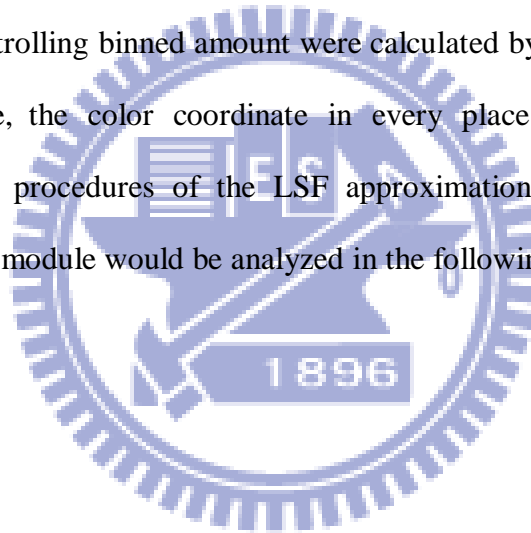 trolling binned amount were calculated by
e, the color coordinate in every place
procedures of the LSF approximation
module would be analyzed in the followin
ES
1896